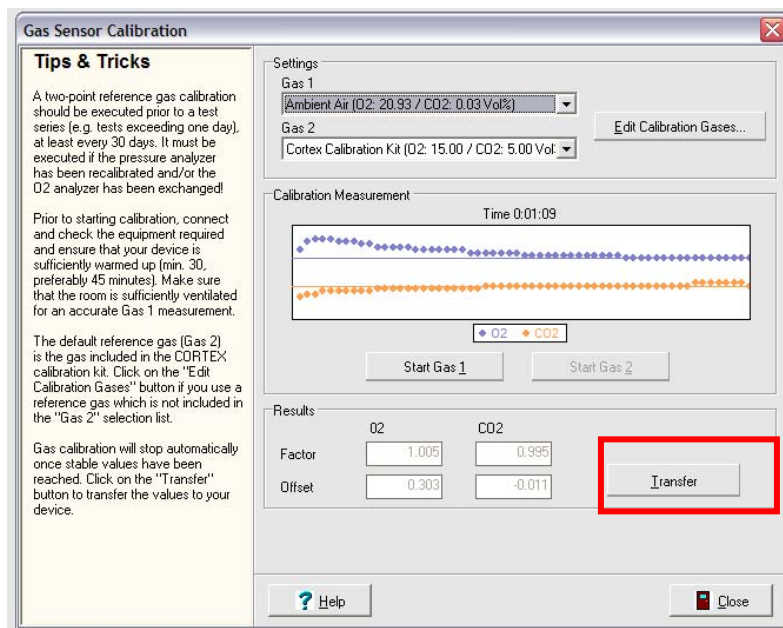 Gas Sensor Calibration
Tips & Tricks
A two-point reference gas calibration
should be executed prior to a test
series (e.g. tests exceeding one day),
at least every 30 days. It must be
executed if the pressure analyzer
has been recalibrated and/or the
O2 analyzer has been exchanged!
Prior to starting calibration, connect
and check the equipment required
and ensure that your device is
sufficiently warmed up (min. 30,
preferably 45 minutes). Make sure
that the room is sufficiently ventilated
for an accurate Gas 1 measurement.
The default reference gas (Gas 2)
is the gas included in the CORTEX
calibration kit. Click on the "Edit
Calibration Gases" button if you use a
reference gas which is not included in
the "Gas 2" selection list.
Gas calibration will stop automatically
once stable values have been
reached. Click on the "Transfer"
button to transfer the values to your
device.
Settings
Gas 1
Ambient Air (O2: 20.93 / CO2: 0.03 Vol%)
Gas 2
Cortex Calibration Kit (O2: 15.00 / CO2: 5.00 Vol
Edit Calibration Gases...
Calibration Measurement
Time 0:01:09
O2 CO2
Start Gas 1 Start Gas 2
Results
O2 CO2
Factor 1.005 0.995
Offset 0.303 -0.011
Transfer
Help Close